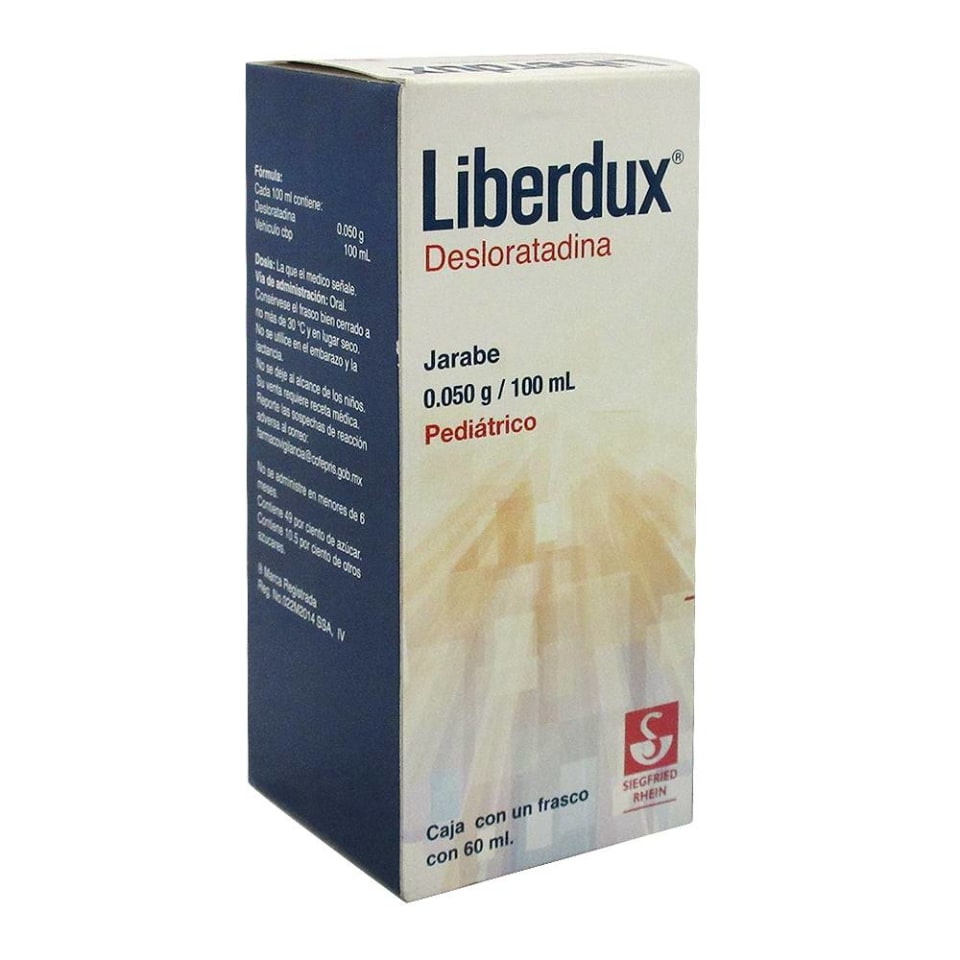 Liberdux
Liberdux®
Desloratadina
Jarabe
0.050 g / 100 mL
Pediátrico
SIEGFRIED
RHEIN
Caja con un frasco
con 60 ml.
Fórmula:
Cada 100 ml contiene:
Desloratadina 0.050 g
Vehiculo cbp 100 mL
Dosis: La que el medico señale.
Vía de administración: Oral.
Consérvese el frasco bien cerrado a
no más de 30 °C y en lugar seco.
No se utilice en el embarazo y la
lactancia.
No se deje al alcance de los niños.
Su venta requiere receta médica.
Reporte las sospechas de reacción
adversa al correo:
farmacovigilancia@cofepris.gob.mx
No se administre en menores de 6
meses.
Contiene 49 por ciento de azúcar.
Contiene 10.5 por ciento de otros
azucares.
® Marca Registrada
Reg. No.022M2014 SSA, IV